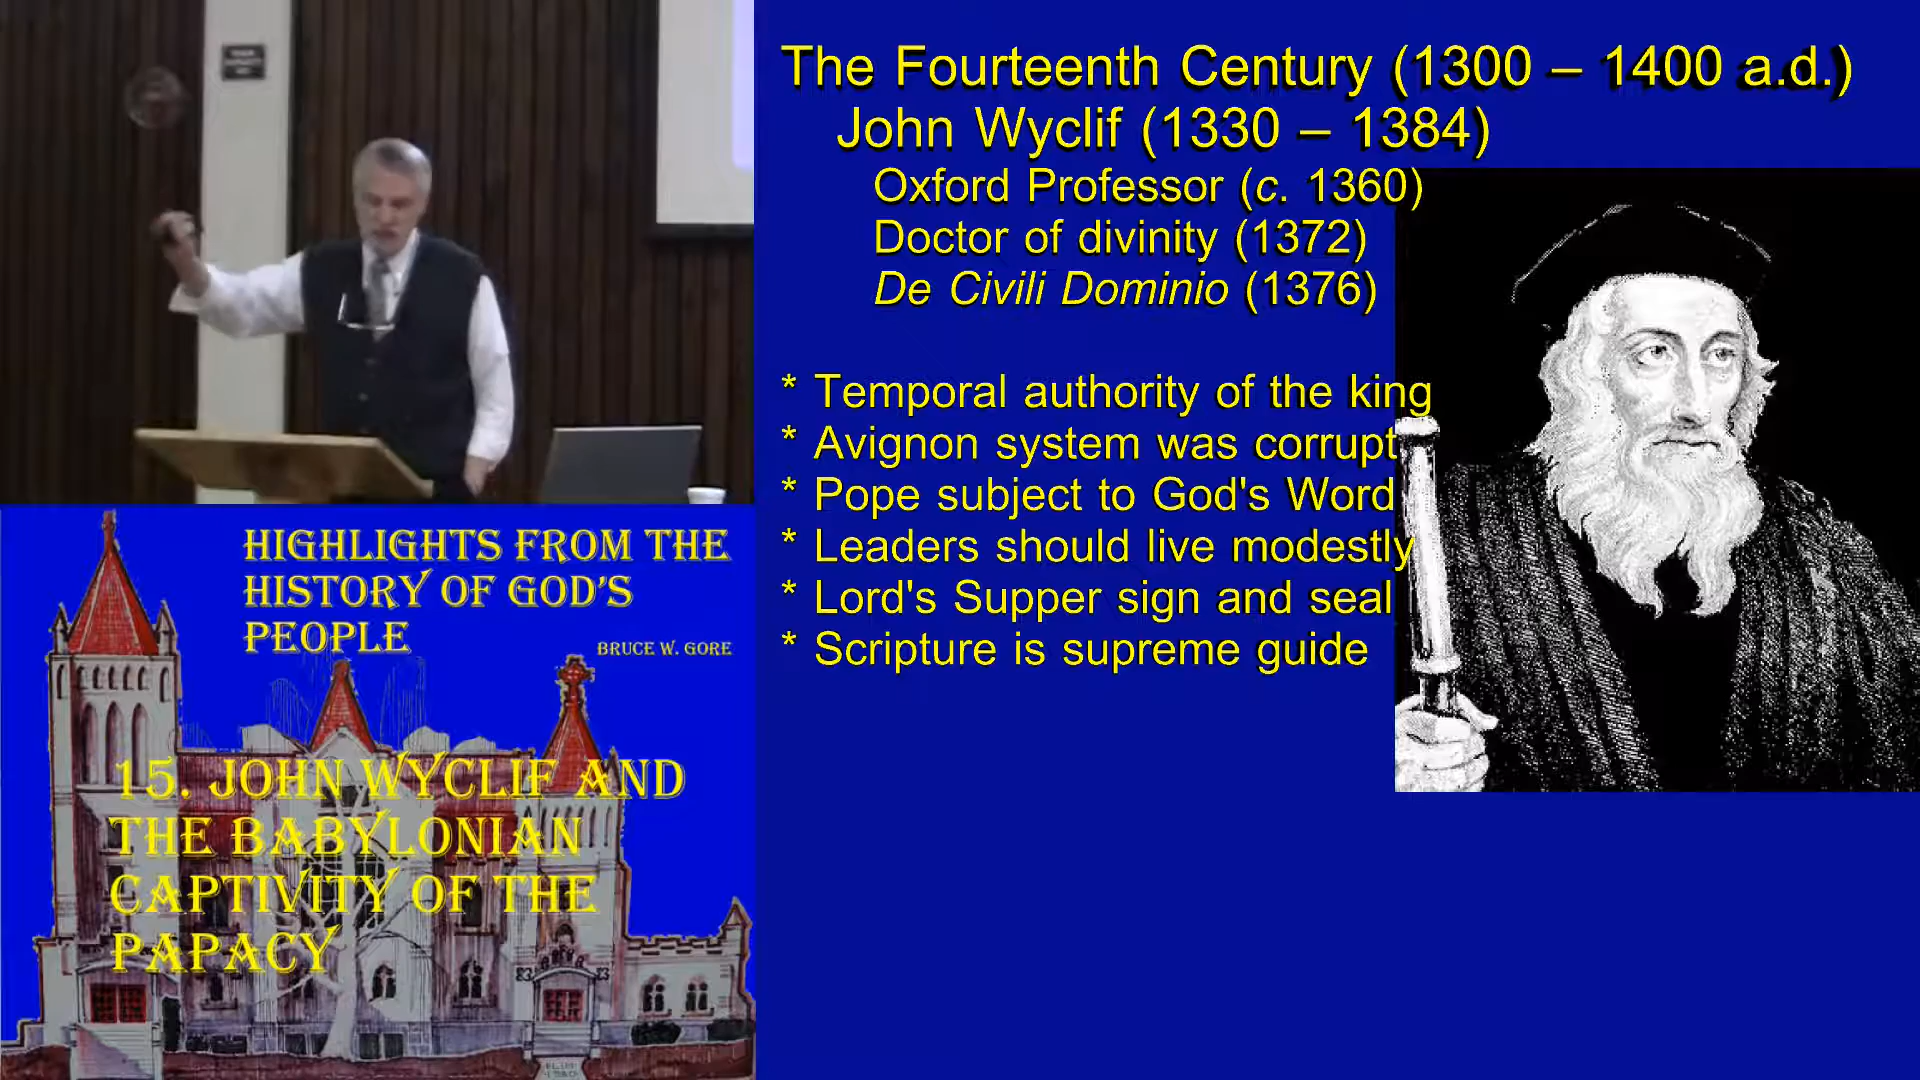 The Fourteenth Century (1300 – 1400 a.d.)
John Wyclif (1330 – 1384)
Oxford Professor (c. 1360)
Doctor of divinity (1372)
De Civili Dominio (1376)
* Temporal authority of the king
* Avignon system was corrupt
* Pope subject to God's Word
* Leaders should live modestly
* Lord's Supper sign and seal
* Scripture is supreme guide
HIGHLIGHTS FROM THE
HISTORY OF GOD'S
PEOPLE
BRUCE W. GORE
15. JOHN WYCLIF AND
THE BABYLONIAN
CAPTIVITY OF THE
PAPACY